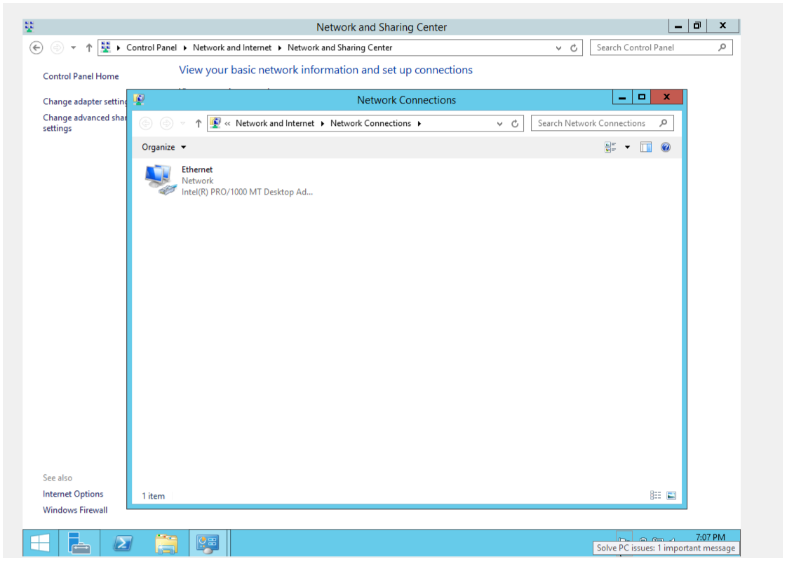 Network and Sharing Center
Control Panel Network and Internet Network and Sharing Center
Search Control Panel
Control Panel Home
View your basic network information and set up connections
Change adapter setting
Change advanced shar
settings
Network Connections
« Network and Internet Network Connections
Search Network Connections
Organize
Ethernet
Network
Intel(R) PRO/1000 MT Desktop Ad...
1 item
See also
Internet Options
Windows Firewall
7:07 PM
Solve PC issues: 1 important message